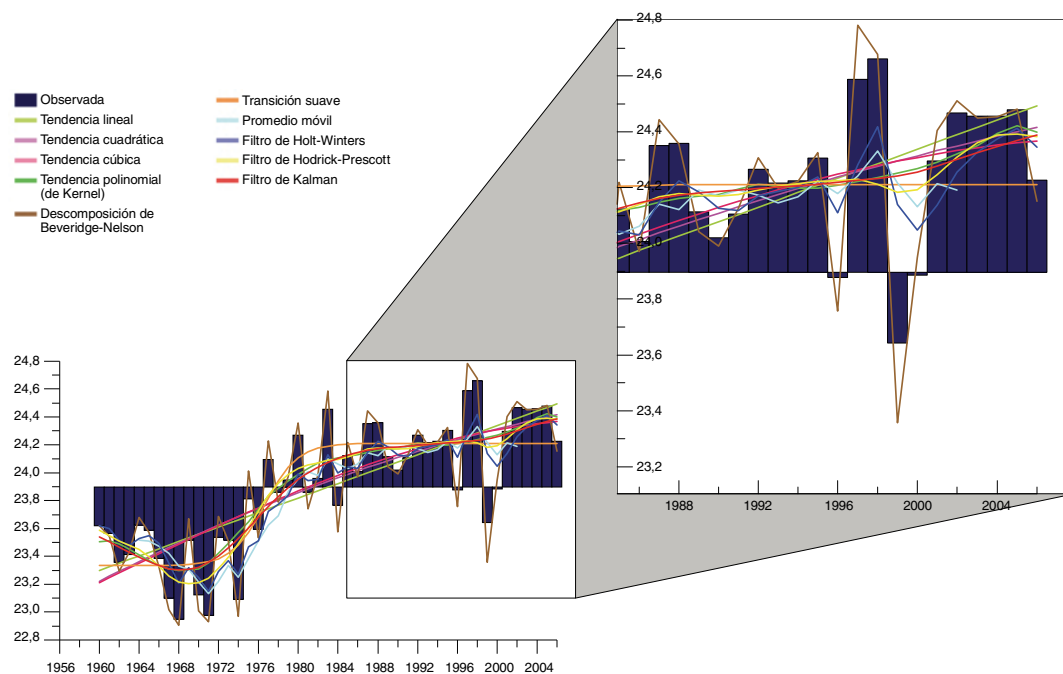 24,8
24,6
24,4
24,2
24,0
23,8
23,6
23,4
23,2
1988
1992
1996
2000
2004
Observada
Tendencia lineal
Tendencia cuadrática
Tendencia cúbica
Tendencia polinomial
(de Kernel)
Descomposición de
Beveridge-Nelson
Transición suave
Promedio móvil
Filtro de Holt-Winters
Filtro de Hodrick-Prescott
Filtro de Kalman
24,8
24,6
24,4
24,2
24,0
23,8
23,6
23,4
23,2
23,0
22,8
1956
1960
1964
1968
1972
1976
1980
1984
1988
1992
1996
2000
2004